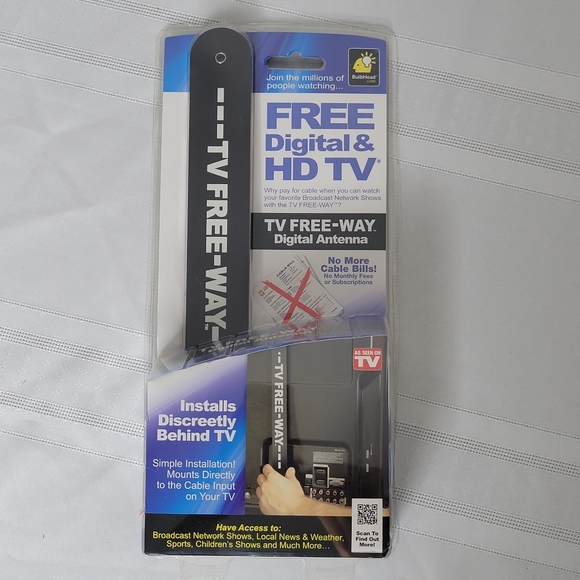 Join the millions of
people watching...
BulbHead
.com
FREE
Digital &
HD TV®
Why pay for cable when you can watch
your favorite Broadcast Network Shows
with the TV FREE-WAY™?
TV FREE-WAY™
Digital Antenna
No More
Cable Bills!
No Monthly Fees
or Subscriptions
---TV FREE-WAY™-
AS SEEN ON
TV
--TV FREE-WAY---
Installs
Discreetly
Behind TV
Simple Installation!
Mounts Directly
to the Cable Input
on Your TV
Have Access to:
Broadcast Network Shows, Local News & Weather,
Sports, Children's Shows and Much More...
Scan To
Find Out
More!